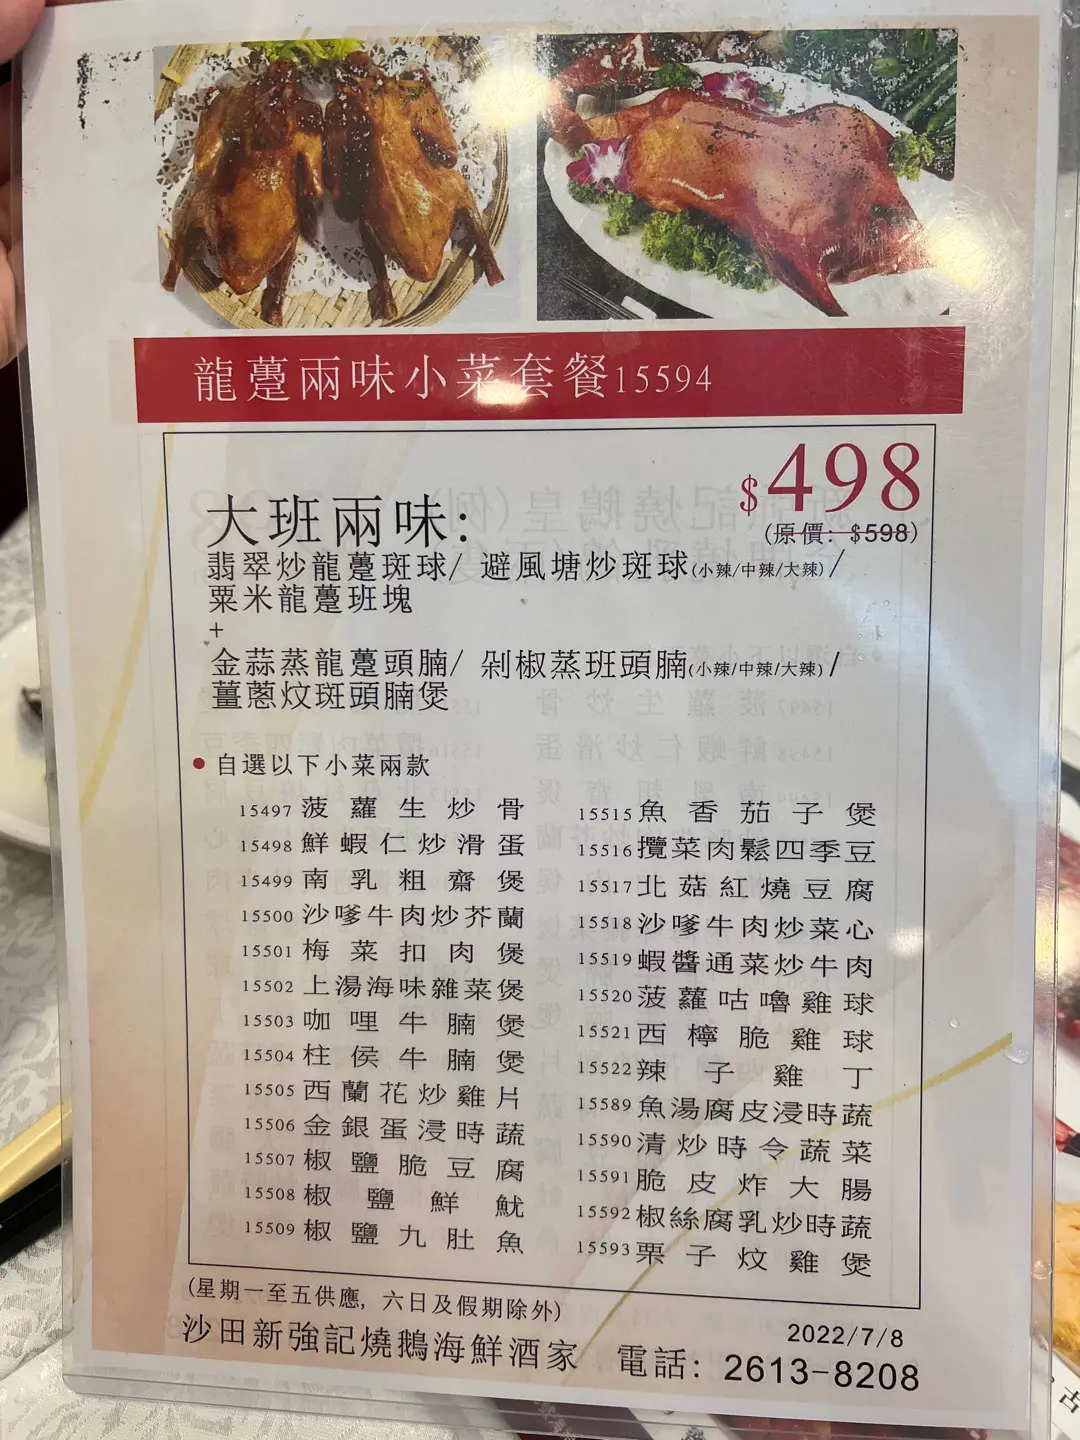 龍躉兩味小菜套餐15594
$498
(原價: $598)
大班兩味:
翡翠炒龍躉斑球/ 避風塘炒斑球(小辣/中辣/大辣)/
粟米龍躉班塊
+
金蒜蒸龍躉頭腩/ 剁椒蒸班頭腩(小辣/中辣/大辣)/
薑蔥炆斑頭腩煲
● 自選以下小菜兩款
15497 菠蘿生炒骨
15498 鮮蝦仁炒滑蛋
15499 南乳粗齋煲
15500 沙嗲牛肉炒芥蘭
15501 梅菜扣肉煲
15502 上湯海味雜菜煲
15503 咖哩牛腩煲
15504 柱侯牛腩煲
15505 西蘭花炒雞片
15506 金銀蛋浸時蔬
15507 椒鹽脆豆腐
15508 椒鹽鮮魷
15509 椒鹽九肚魚
15515 魚香茄子煲
15516 攬菜肉鬆四季豆
15517 北菇紅燒豆腐
15518 沙嗲牛肉炒菜心
15519 蝦醬通菜炒牛肉
15520 菠蘿咕嚕雞球
15521 西檸脆雞球
15522 辣子雞丁
15589 魚湯腐皮浸時蔬
15590 清炒時令蔬菜
15591 脆皮炸大腸
15592 椒絲腐乳炒時蔬
15593 栗子炆雞煲
(星期一至五供應, 六日及假期除外)
2022/7/8
沙田新強記燒鵝海鮮酒家 電話: 2613-8208